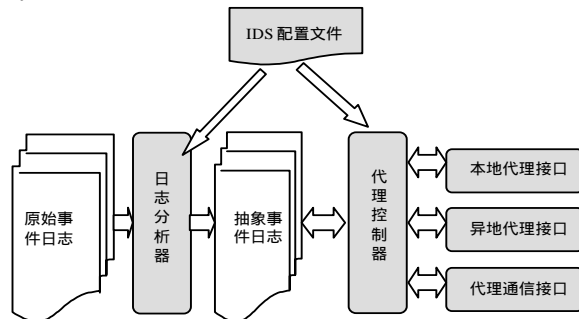 IDS 配置文件
原始事
件日志
日
志
分
析
器
抽象事
件日志
代
理
控
制
器
本地代理接口
异地代理接口
代理通信接口